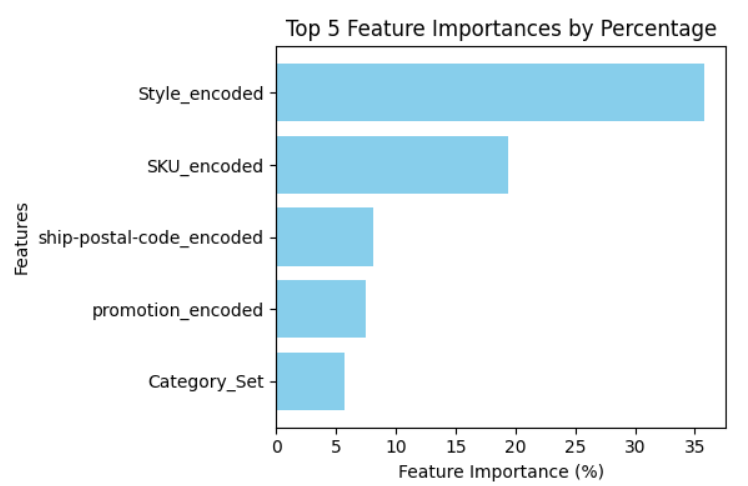 Top 5 Feature Importances by Percentage
Style_encoded
SKU_encoded
ship-postal-code_encoded
promotion_encoded
Category_Set
Features
0 5 10 15 20 25 30 35
Feature Importance (%)